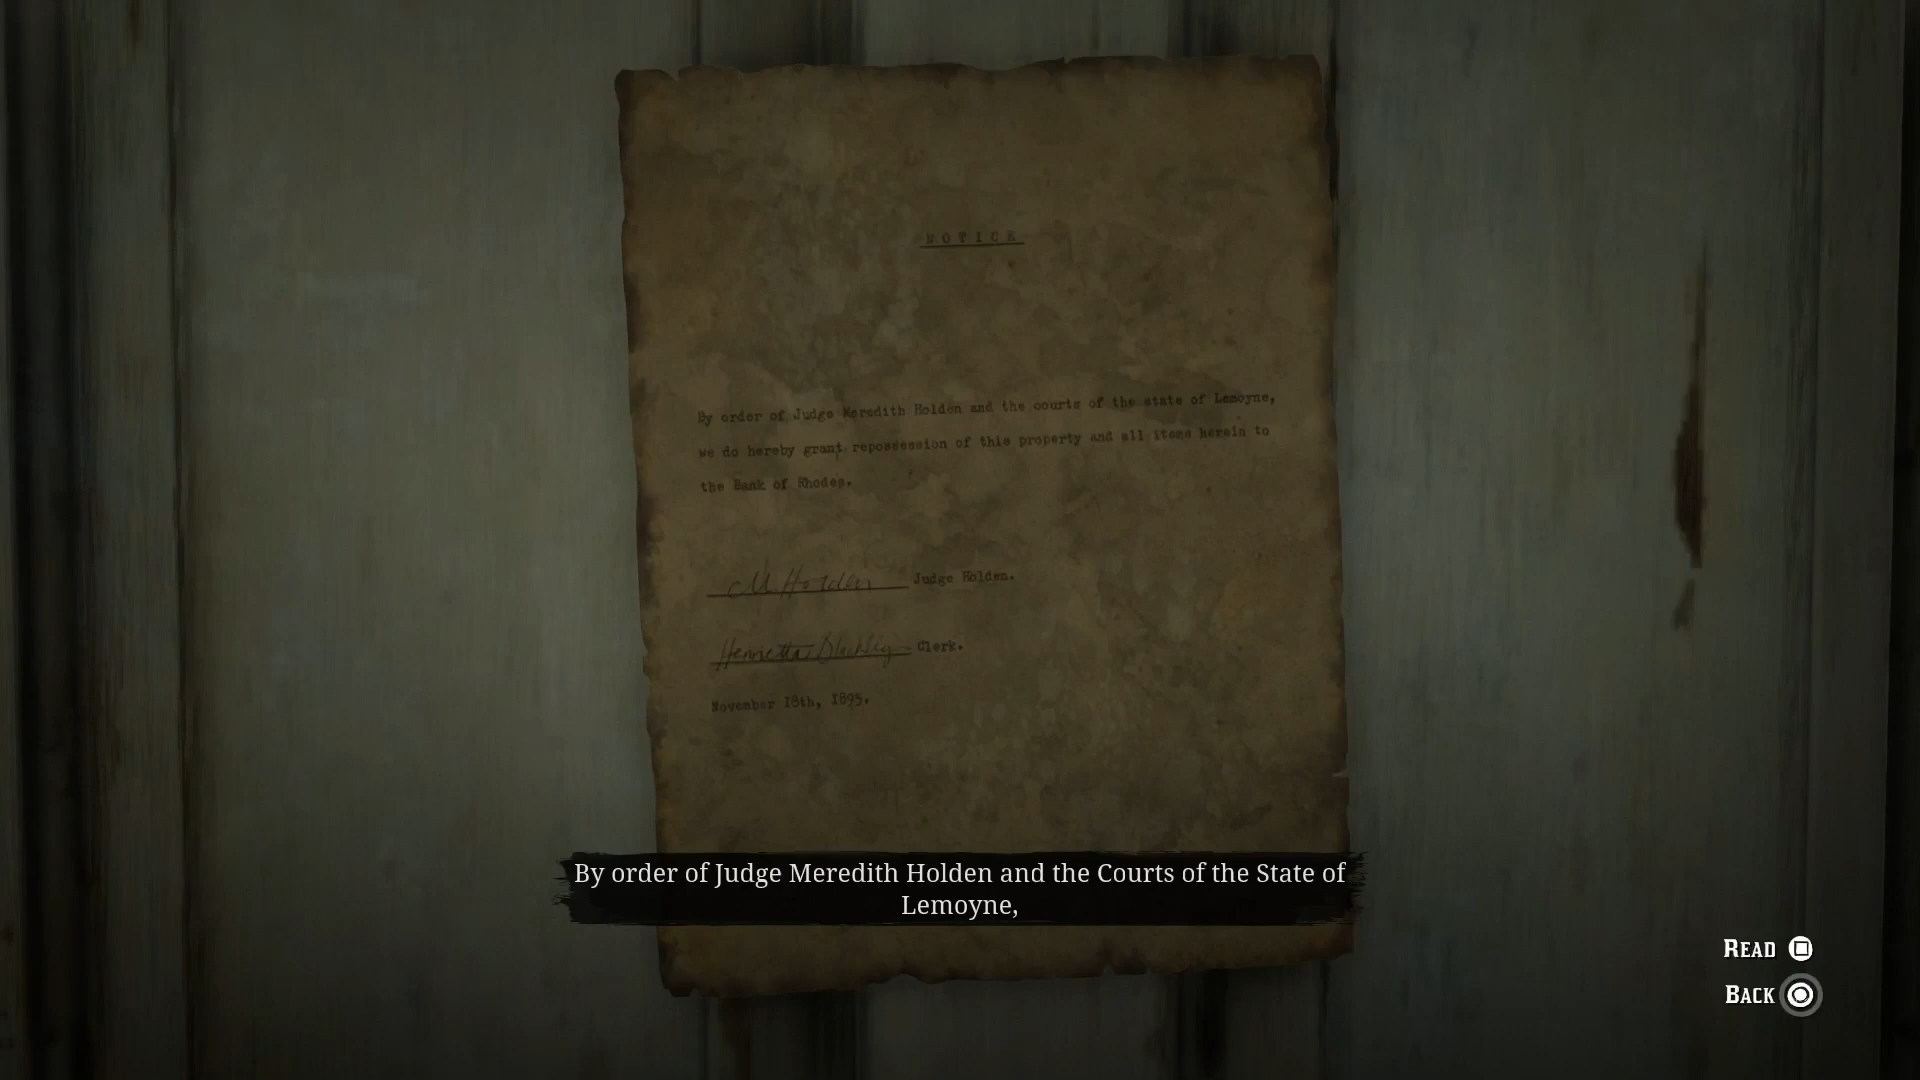 NOTICE
By order of Judge Meredith Holden and the courts of the state of Lemoyne,
we do hereby grant repossession of this property and all items herein to
the Bank of Rhodes.
M. Holden Judge Holden.
Henrietta Clerk.
November 18th, 1895.
By order of Judge Meredith Holden and the Courts of the State of
Lemoyne,
READ
BACK